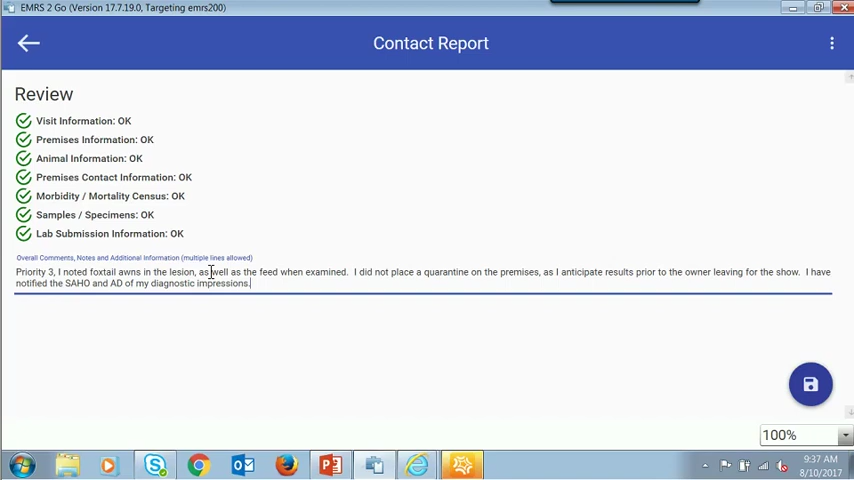 EMRS 2 Go (Version 17.7.19.0, Targeting emrs200)
Contact Report
Review
Visit Information: OK
Premises Information: OK
Animal Information: OK
Premises Contact Information: OK
Morbidity / Mortality Census: OK
Samples / Specimens: OK
Lab Submission Information: OK
Overall Comments, Notes and Additional Information (multiple lines allowed)
Priority 3, I noted foxtail awns in the lesion, as well as the feed when examined.  I did not place a quarantine on the premises, as I anticipate results prior to the owner leaving for the show.  I have
notified the SAHO and AD of my diagnostic impressions.
100%
9:37 AM
8/10/2017